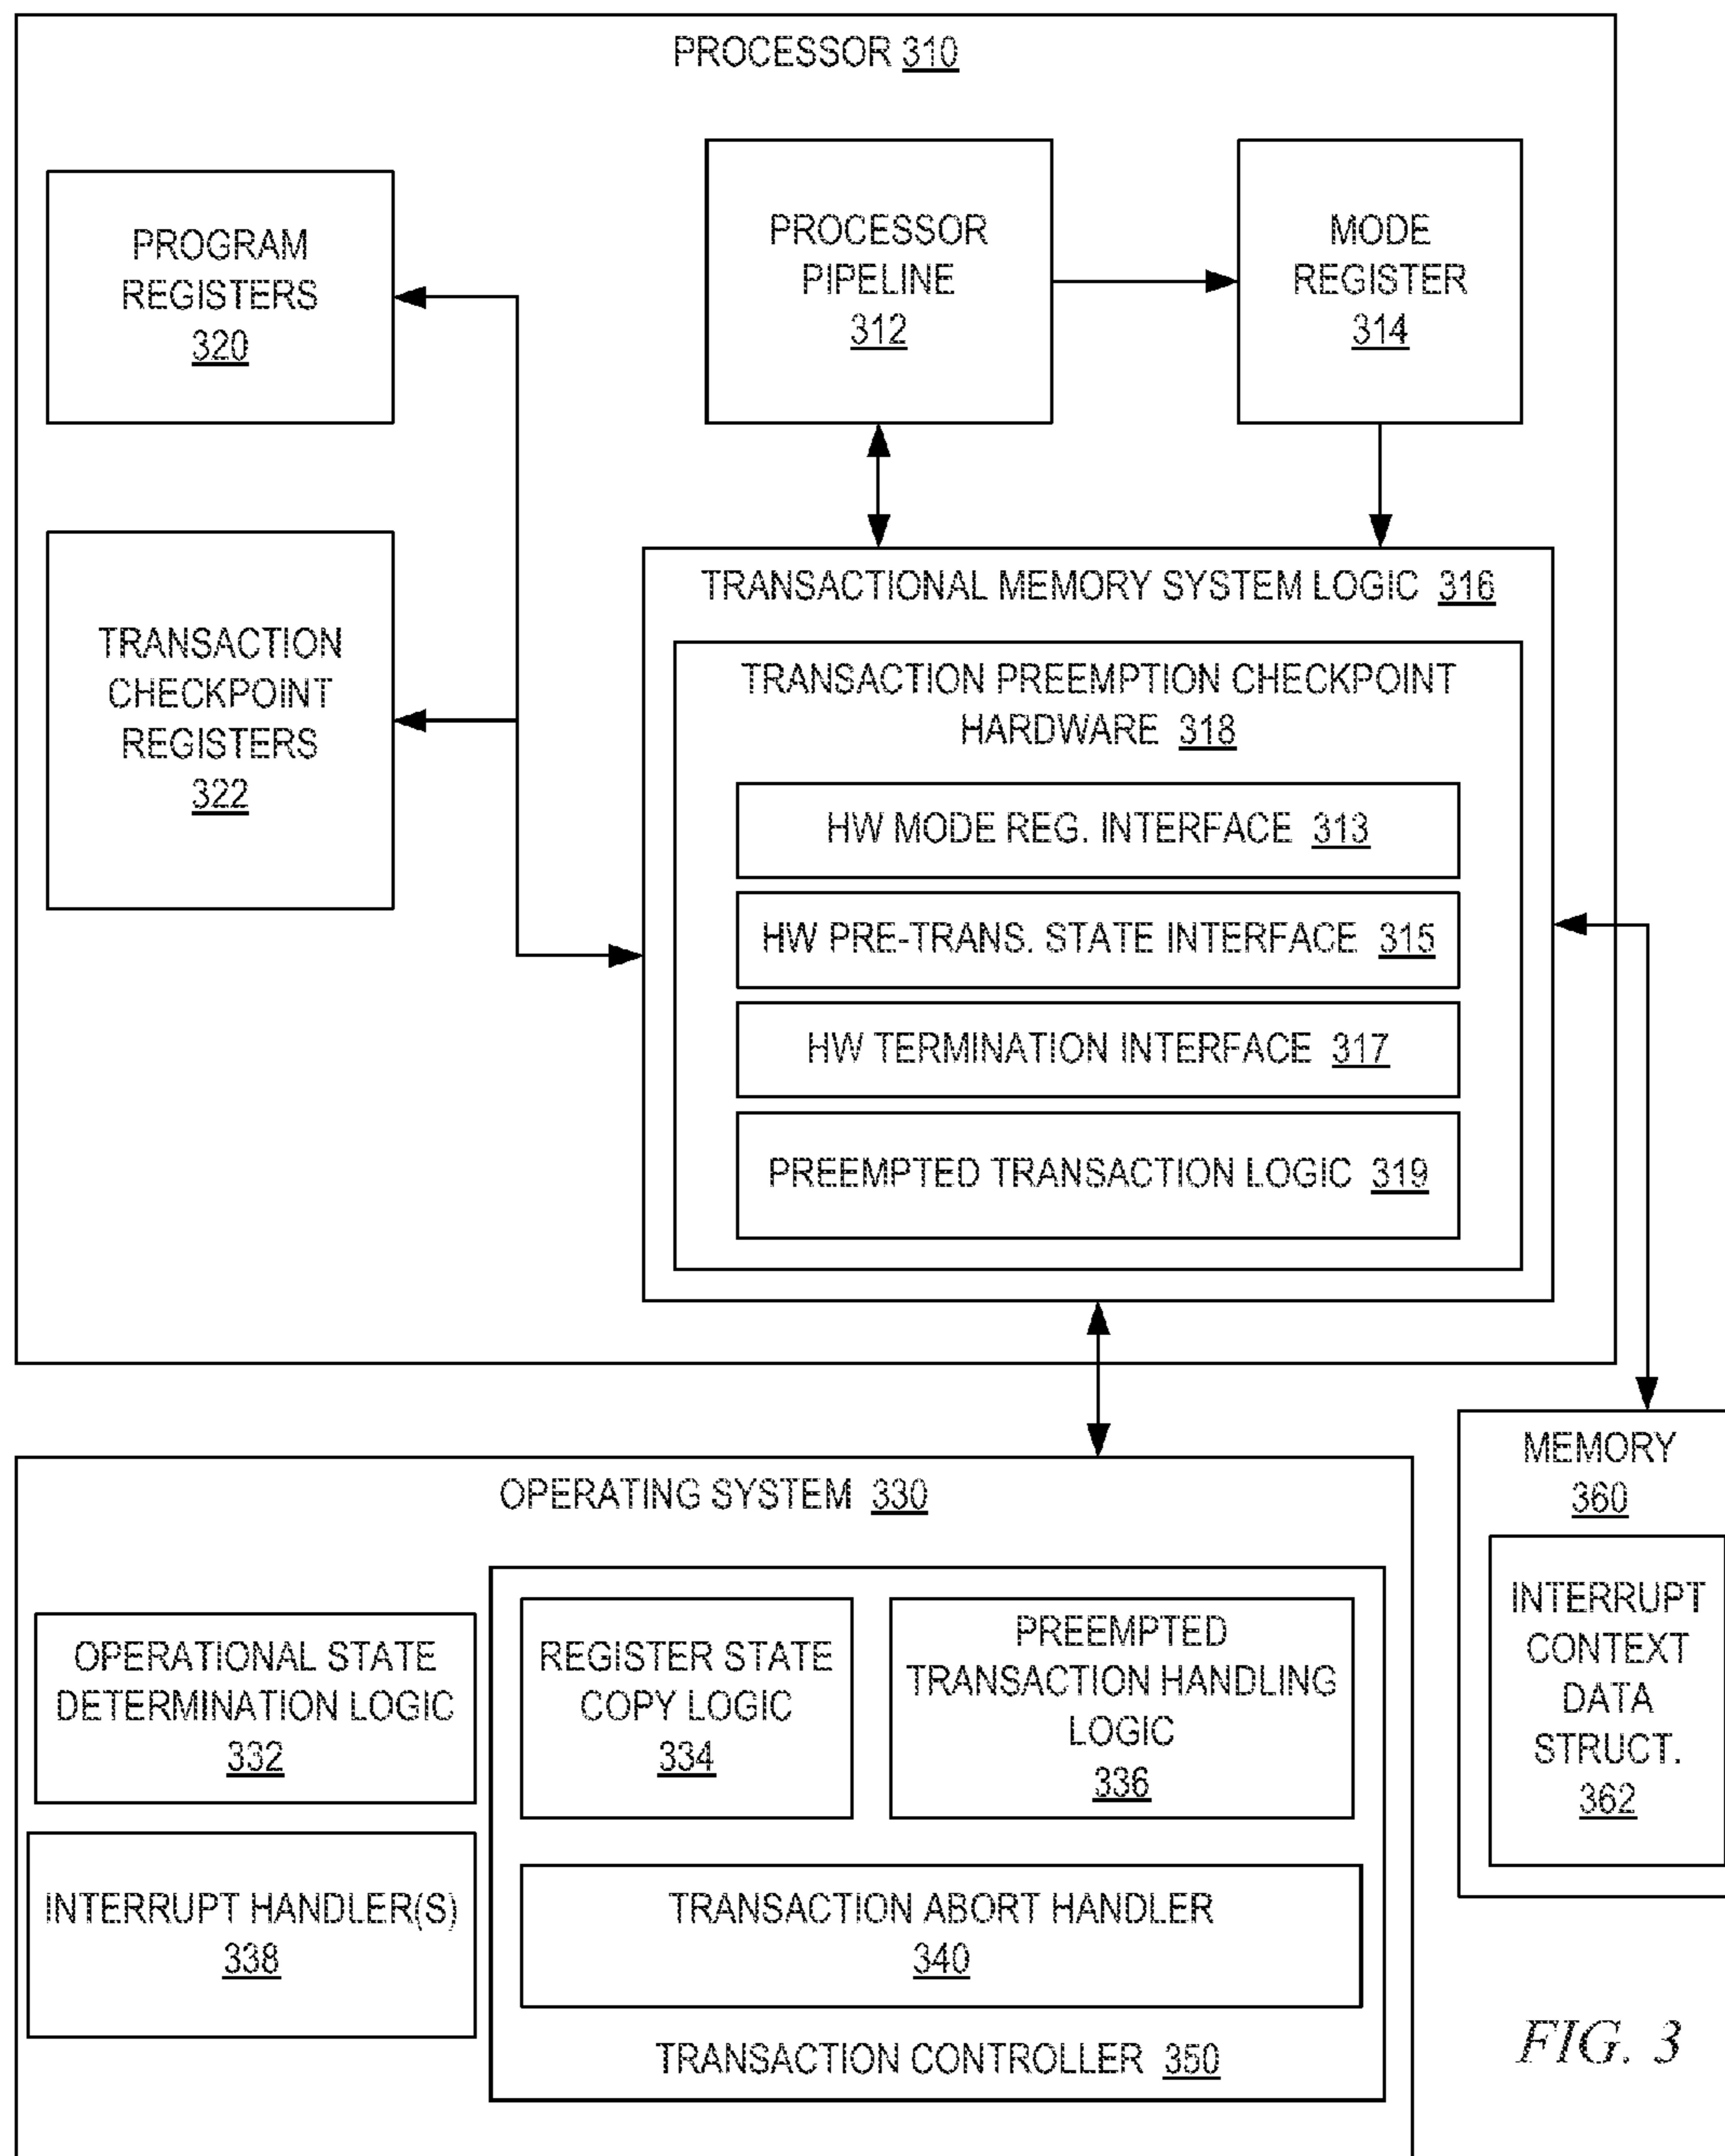 PROCESSOR 310
PROGRAM
REGISTERS
320
PROCESSOR
PIPELINE
312
MODE
REGISTER
314
TRANSACTION
CHECKPOINT
REGISTERS
322
TRANSACTIONAL MEMORY SYSTEM LOGIC 316
TRANSACTION PREEMPTION CHECKPOINT
HARDWARE 318
HW MODE REG. INTERFACE 313
HW PRE-TRANS. STATE INTERFACE 315
HW TERMINATION INTERFACE 317
PREEMPTED TRANSACTION LOGIC 319
OPERATING SYSTEM 330
OPERATIONAL STATE
DETERMINATION LOGIC
332
INTERRUPT HANDLER(S)
338
REGISTER STATE
COPY LOGIC
334
PREEMPTED
TRANSACTION HANDLING
LOGIC
336
TRANSACTION ABORT HANDLER
340
TRANSACTION CONTROLLER 350
MEMORY
360
INTERRUPT
CONTEXT
DATA
STRUCT.
362
FIG. 3